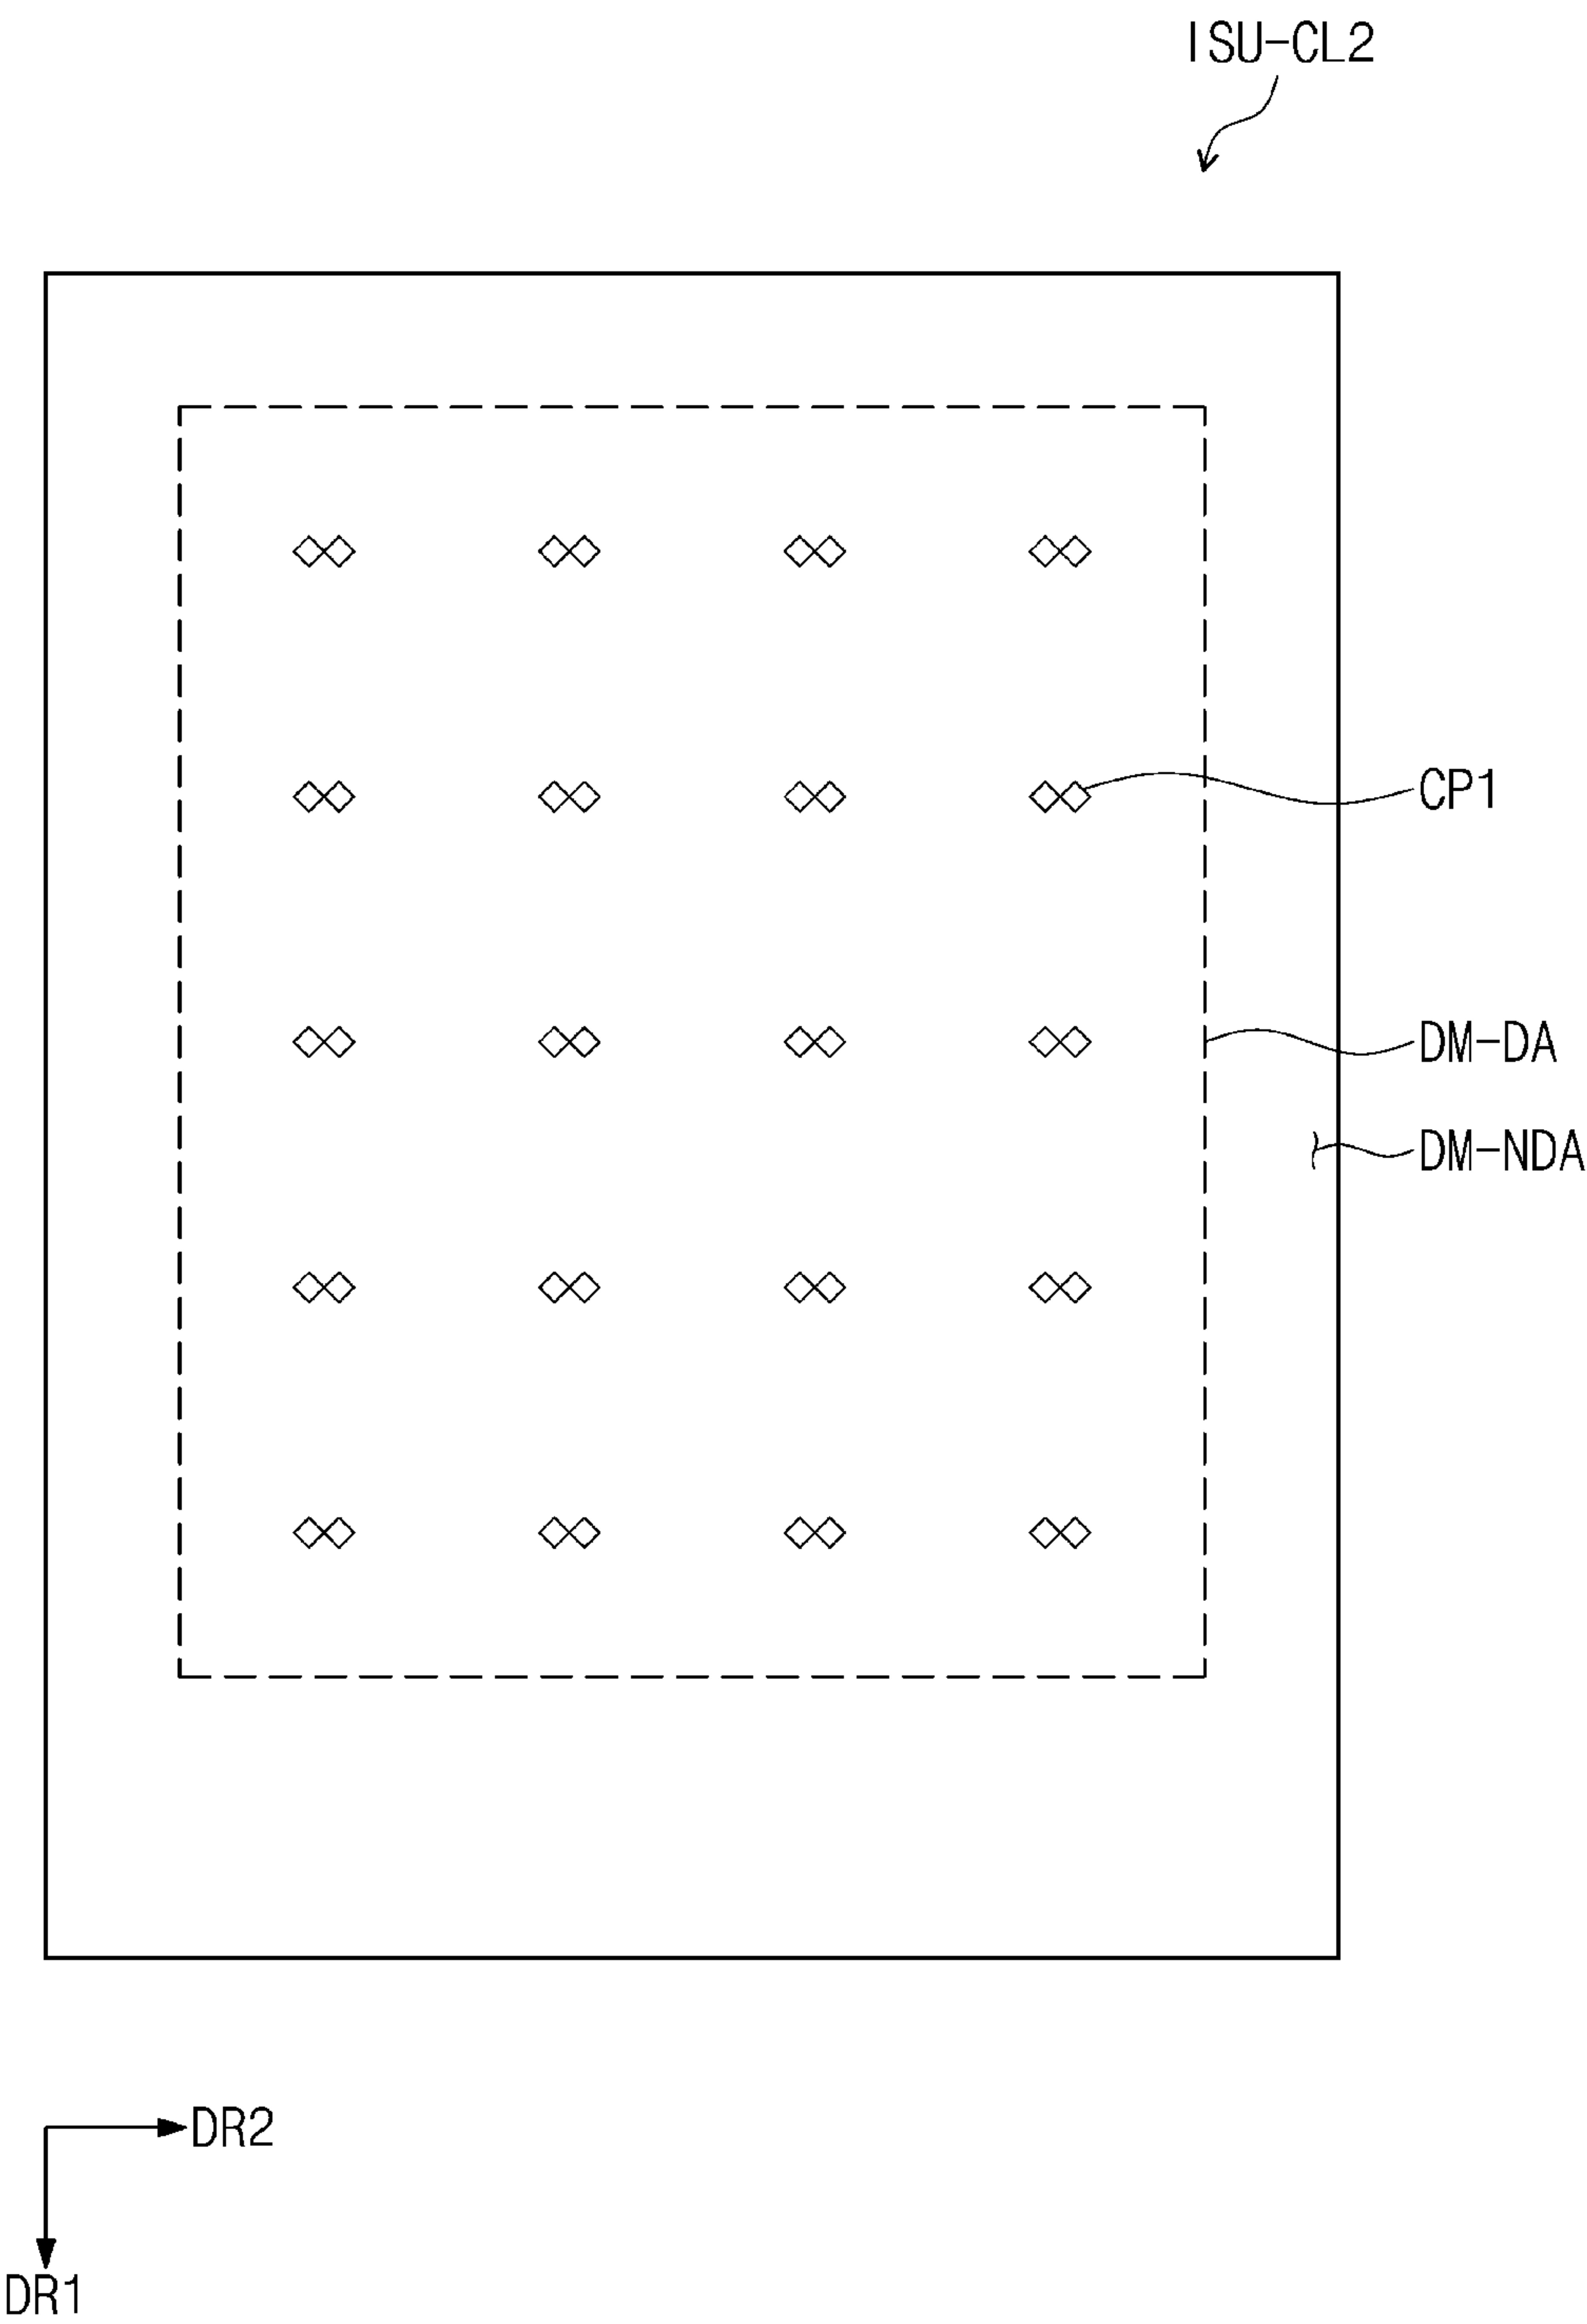 ISU-CL2
CP1
DM-DA
DM-NDA
DR2
DR1